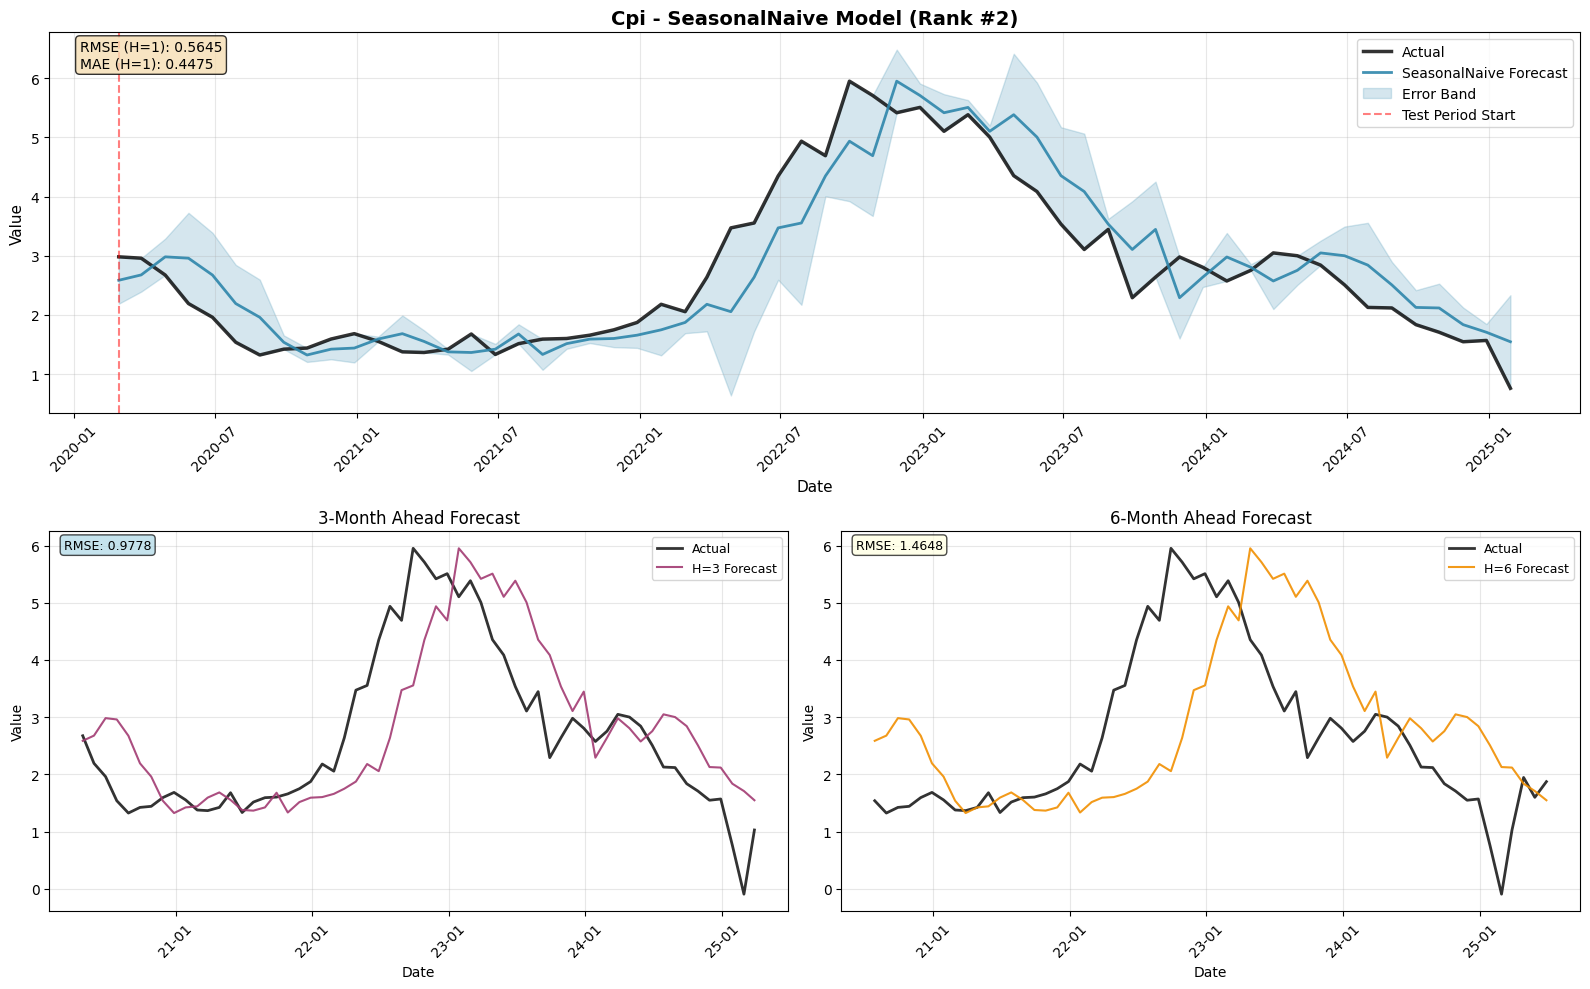 Cpi - SeasonalNaive Model (Rank #2)
RMSE (H=1): 0.5645
MAE (H=1): 0.4475
Actual
SeasonalNaive Forecast
Error Band
Test Period Start
Value
6
5
4
3
2
1
2020-01
2020-07
2021-01
2021-07
2022-01
2022-07
2023-01
2023-07
2024-01
2024-07
2025-01
Date
3-Month Ahead Forecast
RMSE: 0.9778
Actual
H=3 Forecast
Value
6
5
4
3
2
1
0
21-01
22-01
23-01
24-01
25-01
Date
6-Month Ahead Forecast
RMSE: 1.4648
Actual
H=6 Forecast
Value
6
5
4
3
2
1
0
21-01
22-01
23-01
24-01
25-01
Date